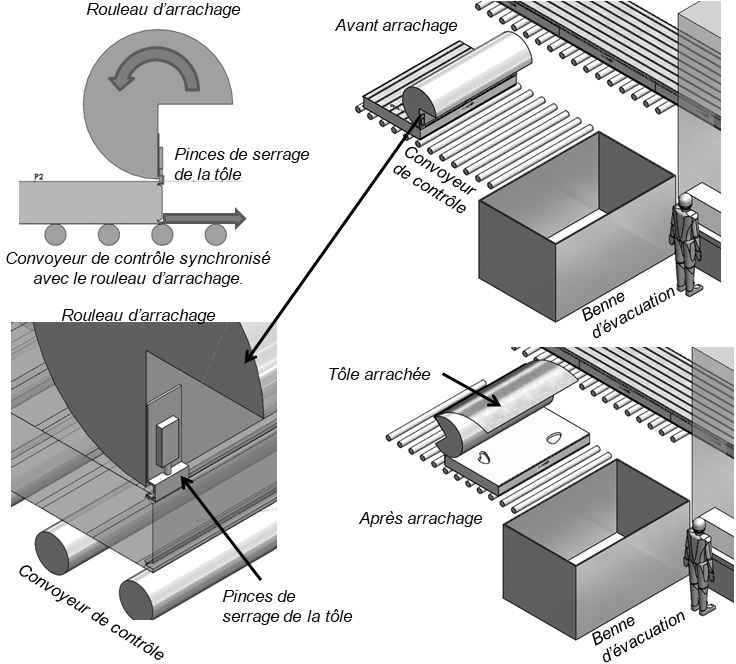 Rouleau d’arrachage
Pinces de serrage
de la tôle
P2
Convoyeur de contrôle synchronisé
avec le rouleau d’arrachage.
Avant arrachage
Convoyeur
de contrôle
Benne
d’évacuation
Rouleau d’arrachage
Pinces de
serrage de la tôle
Convoyeur de contrôle
Tôle arrachée
Après arrachage
Benne
d’évacuation